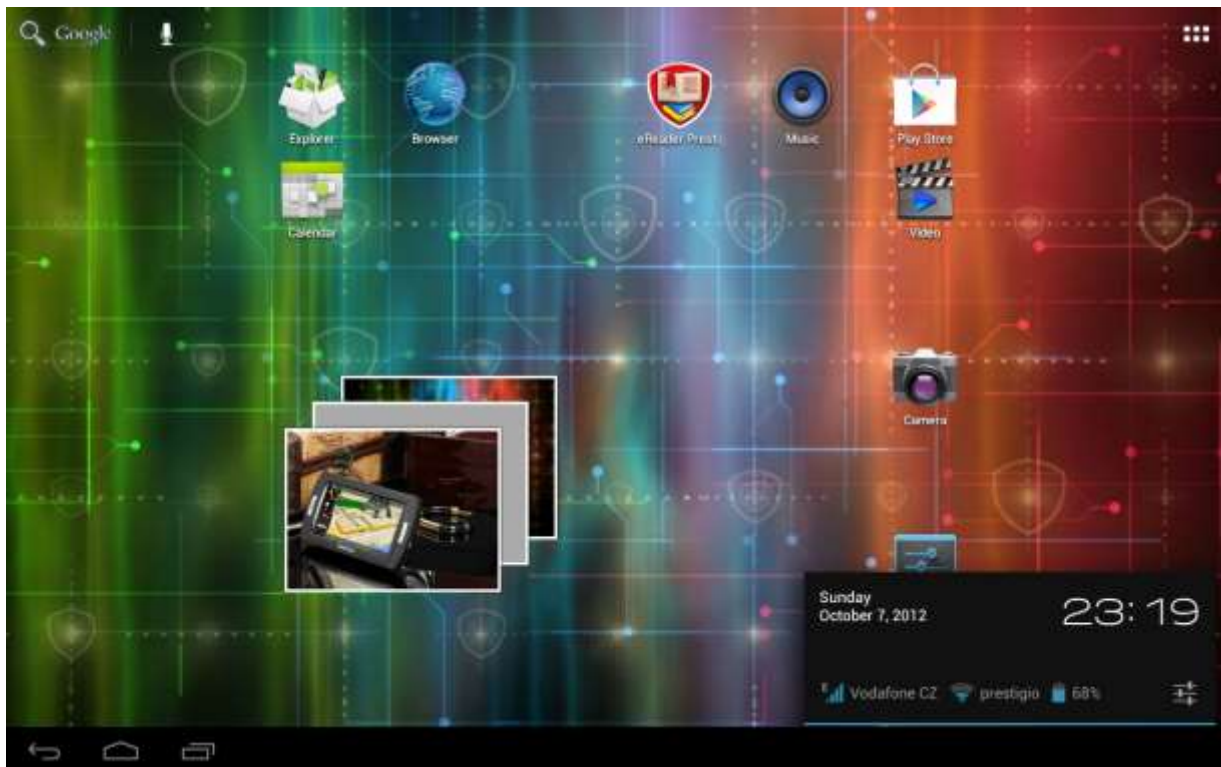 Google
Explorer
Browser
eReader Presti
Music
Play Store
Calendar
Video
Camera
Sunday
October 7, 2012
23:19
Vodafone CZ
prestigio
68%